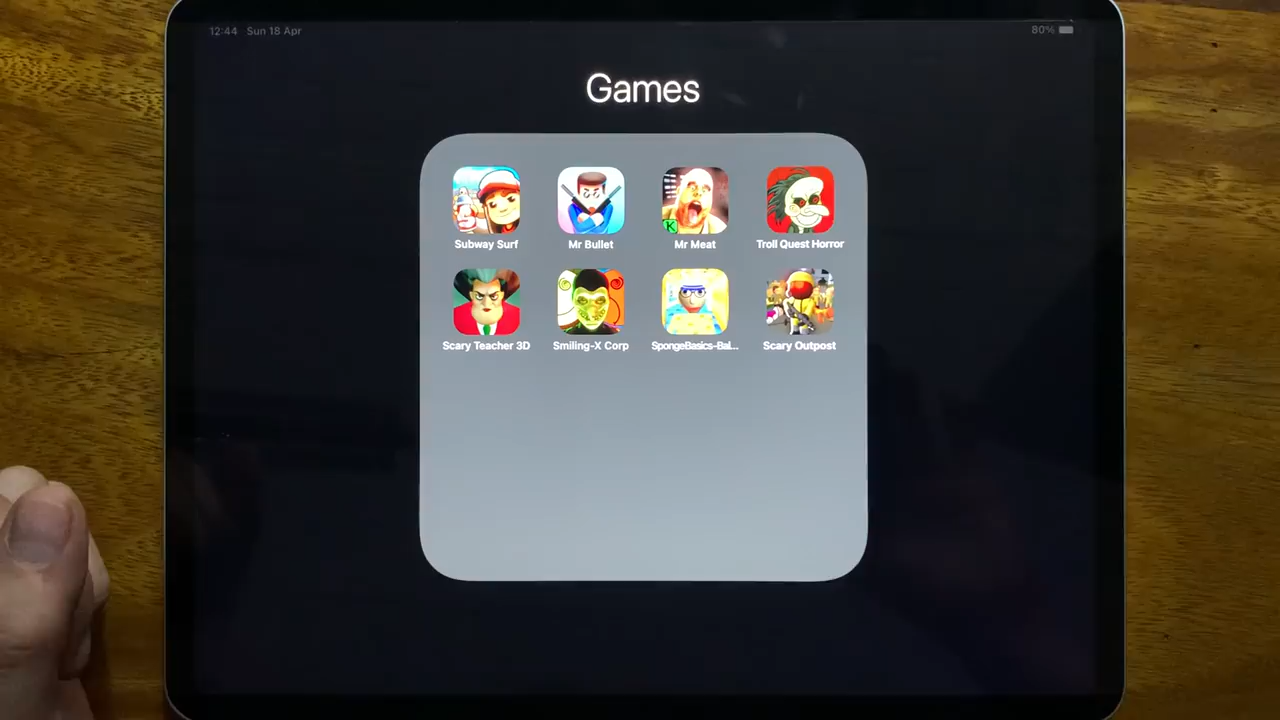 12:44 Sun 18 Apr
80%
Games
Subway Surf
Mr Bullet
Mr Meat
Troll Quest Horror
Scary Teacher 3D
Smiling-X Corp
SpongeBasics-Bal...
Scary Outpost
K